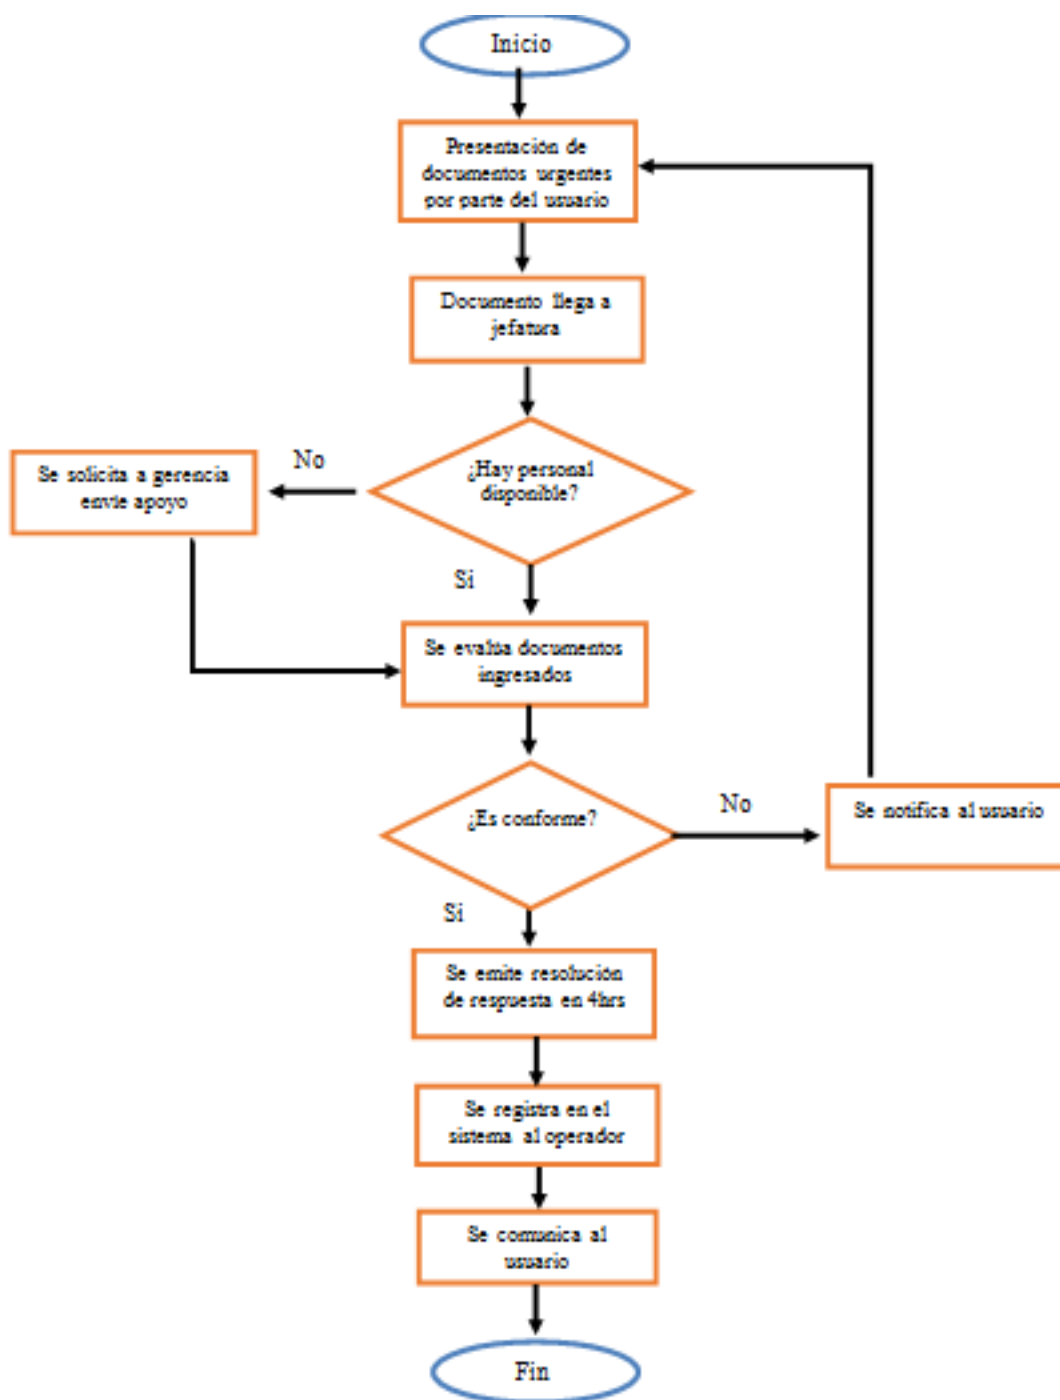 Inicio
Presentación de
documentos urgentes
por parte del usuario
Documento llega a
jefatura
¿Hay personal
disponible?
No
Se solicita a gerencia
envíe apoyo
Si
Se evalúa documentos
ingresados
¿Es conforme?
No
Se notifica al usuario
Si
Se emite resolución
de respuesta en 4hrs
Se registra en el
sistema al operador
Se comunica al
usuario
Fin